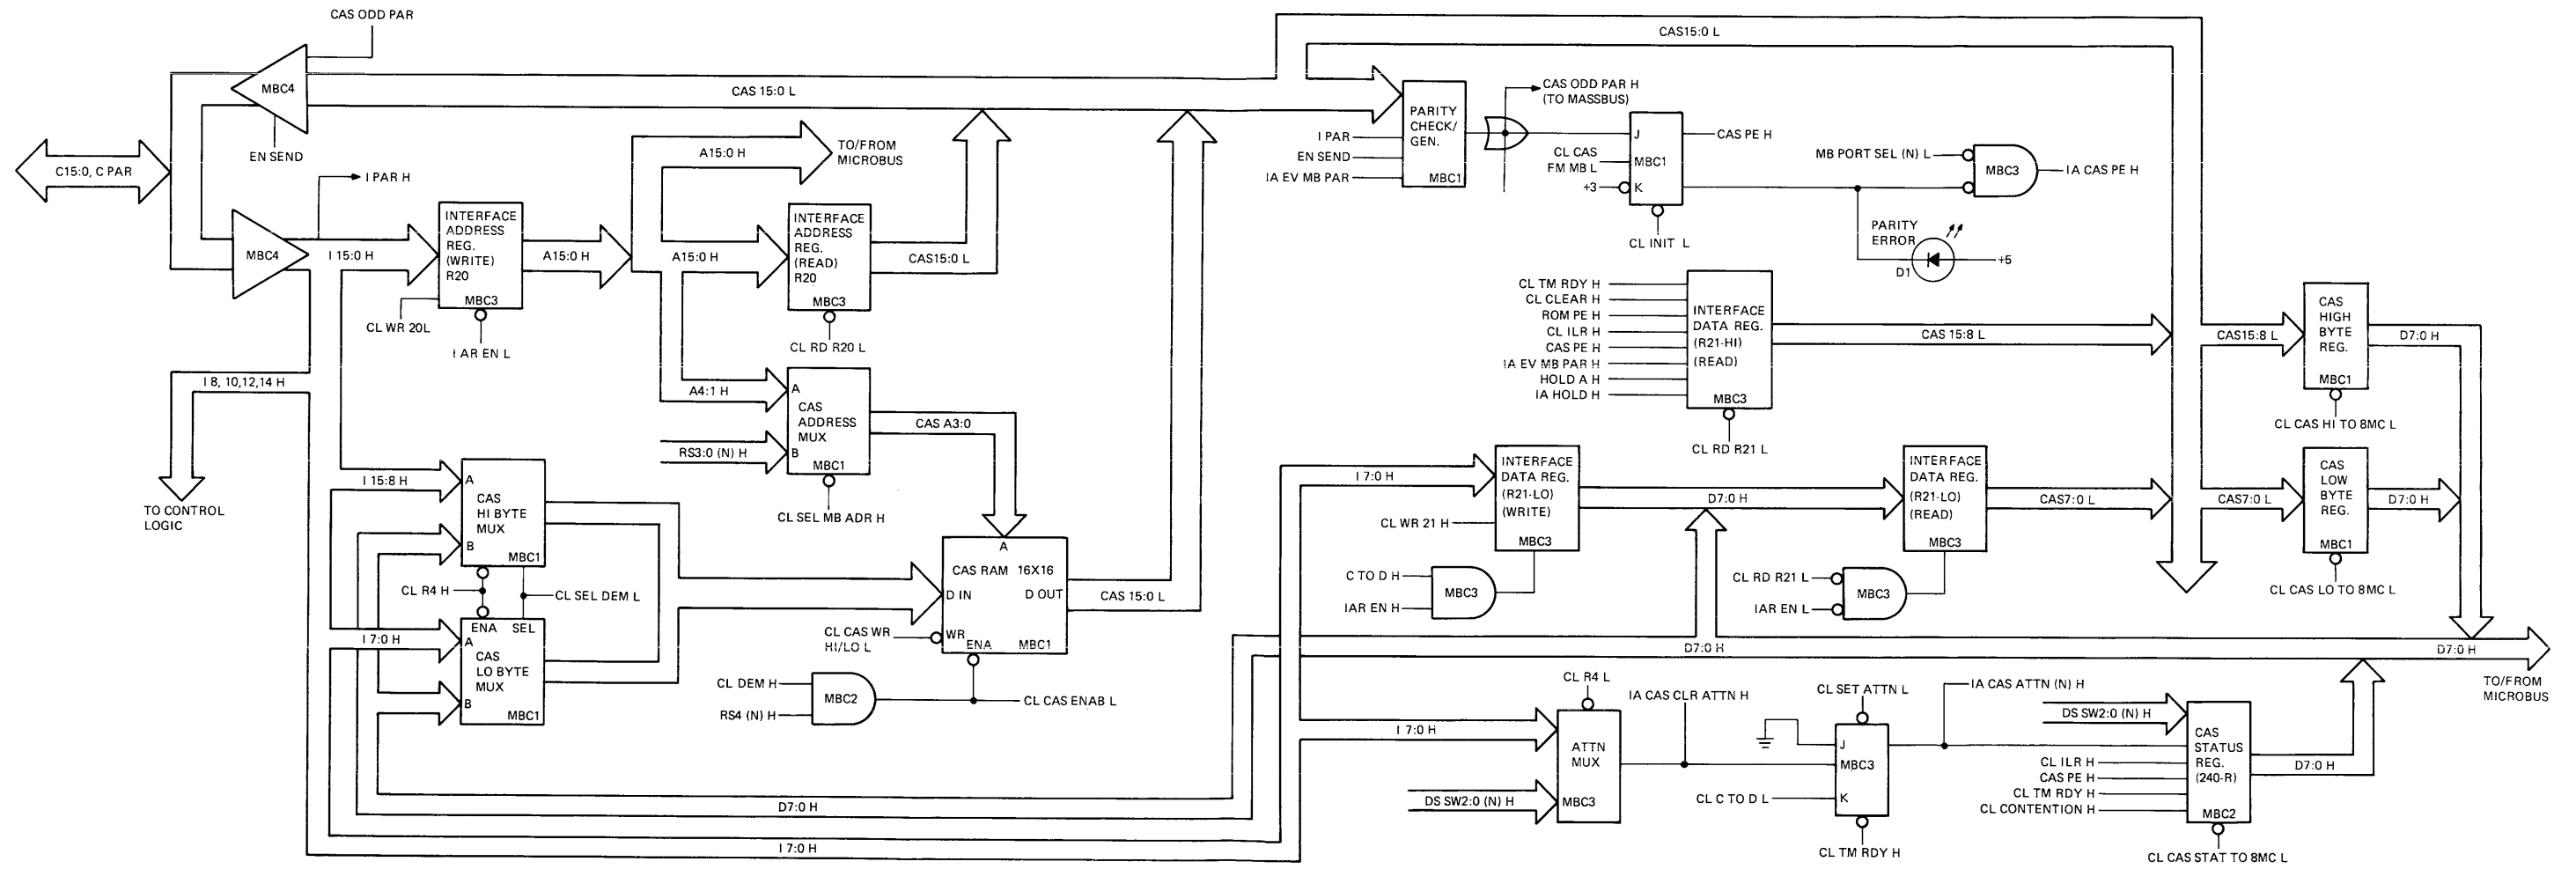 CAS ODD PAR
MBC4
EN SEND
C15:0, C PAR
I PAR H
MBC4
I 15:0 H
INTERFACE
ADDRESS
REG.
(WRITE)
R20
MBC3
CL WR 20L
I AR EN L
A15:0 H
CAS 15:0 L
A15:0 H
TO/FROM
MICROBUS
A15:0 H
INTERFACE
ADDRESS
REG.
(READ)
R20
MBC3
CL RD R20 L
CAS15:0 L
I 8, 10,12,14 H
TO CONTROL
LOGIC
A4:1 H
RS3:0 (N) H
A
CAS
ADDRESS
MUX
B
MBC1
CL SEL MB ADR H
CAS A3:0
I 15:8 H
A
CAS
HI BYTE
MUX
B
MBC1
CL R4 H
CL SEL DEM L
ENA SEL
I 7:0 H
A
CAS
LO BYTE
MUX
B
MBC1
A
CAS RAM 16X16
D IN D OUT
WR
ENA MBC1
CL CAS WR
HI/LO L
CAS 15:0 L
CL DEM H
RS4 (N) H
MBC2
CL CAS ENAB L
D7:0 H
I 7:0 H
CAS15:0 L
PARITY
CHECK/
GEN.
MBC1
I PAR
EN SEND
IA EV MB PAR
CAS ODD PAR H
(TO MASSBUS)
CL CAS
FM MB L
+3
J
MBC1
K
CL INIT L
CAS PE H
MB PORT SEL (N) L
MBC3
IA CAS PE H
PARITY
ERROR
D1
+5
CL TM RDY H
CL CLEAR H
ROM PE H
CL ILR H
CAS PE H
IA EV MB PAR H
HOLD A H
IA HOLD H
INTERFACE
DATA REG.
(R21-HI)
(READ)
MBC3
CL RD R21 L
CAS 15:8 L
CAS15:8 L
CAS
HIGH
BYTE
REG.
MBC1
CL CAS HI TO 8MC L
D7:0 H
I 7:0 H
CL WR 21 H
INTERFACE
DATA REG.
(R21-LO)
(WRITE)
MBC3
C TO D H
IAR EN H
MBC3
D7:0 H
INTERFACE
DATA REG.
(R21-LO)
(READ)
MBC3
CL RD R21 L
IAR EN L
MBC3
CAS7:0 L
CAS7:0 L
CAS
LOW
BYTE
REG.
MBC1
CL CAS LO TO 8MC L
D7:0 H
D7:0 H
D7:0 H
TO/FROM
MICROBUS
I 7:0 H
CL R4 L
ATTN
MUX
MBC3
DS SW2:0 (N) H
IA CAS CLR ATTN H
CL SET ATTN L
J
MBC3
K
CL C TO D L
CL TM RDY H
IA CAS ATTN (N) H
DS SW2:0 (N) H
CL ILR H
CAS PE H
CL TM RDY H
CL CONTENTION H
CAS
STATUS
REG.
(240-R)
MBC2
CL CAS STAT TO 8MC L
D7:0 H